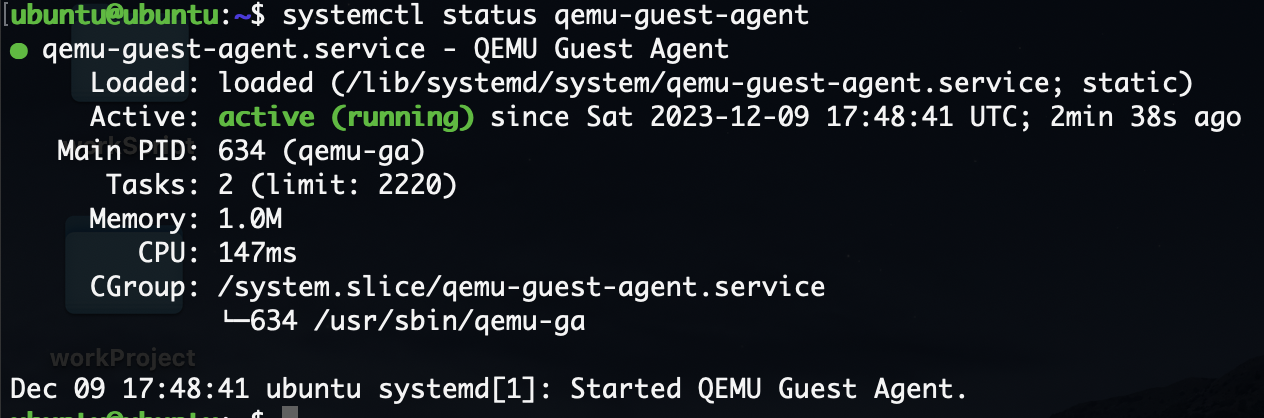 [ubuntu@ubuntu:~$ systemctl status qemu-guest-agent
● qemu-guest-agent.service - QEMU Guest Agent
Loaded: loaded (/lib/systemd/system/qemu-guest-agent.service; static)
Active: active (running) since Sat 2023-12-09 17:48:41 UTC; 2min 38s ago
Main PID: 634 (qemu-ga)
Tasks: 2 (limit: 2220)
Memory: 1.0M
CPU: 147ms
CGroup: /system.slice/qemu-guest-agent.service
└─634 /usr/sbin/qemu-ga
workProject
Dec 09 17:48:41 ubuntu systemd[1]: Started QEMU Guest Agent.
ubuntu@ubuntu:~$